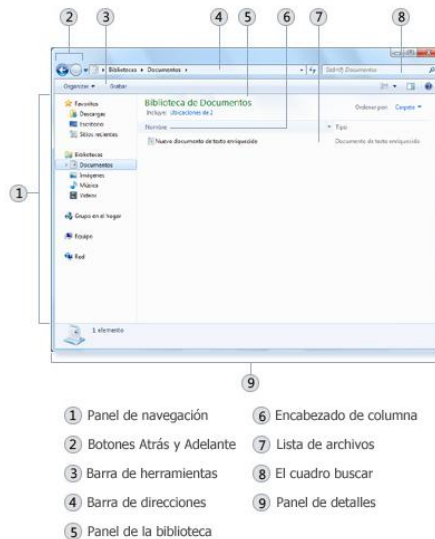 2 3 4 5 6 7 8
Bibliotecas Documentos
Organizar Grabar
Favoritos
Descargas
Escritorio
Sitios recientes
Bibliotecas
Documentos
Imágenes
Música
Videos
Grupo en el hogar
Equipo
Red
Biblioteca de Documentos
Incluye: Ubicaciones de 2
Ordenar por: Carpeta
Nombre Tipo
Nuevo documento de texto enriquecido Documento de texto enriquecido
1
1 elemento
9
1 Panel de navegación
2 Botones Atrás y Adelante
3 Barra de herramientas
4 Barra de direcciones
5 Panel de la biblioteca
6 Encabezado de columna
7 Lista de archivos
8 El cuadro buscar
9 Panel de detalles